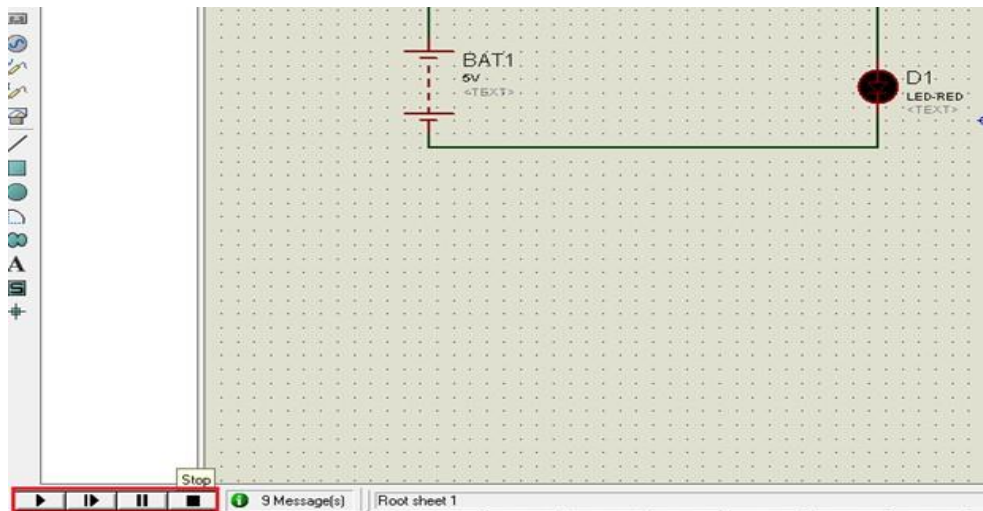 BAT1
5V
<TEXT>
D1
LED-RED
<TEXT>
A
S
Stop
9 Message(s)
Root sheet 1